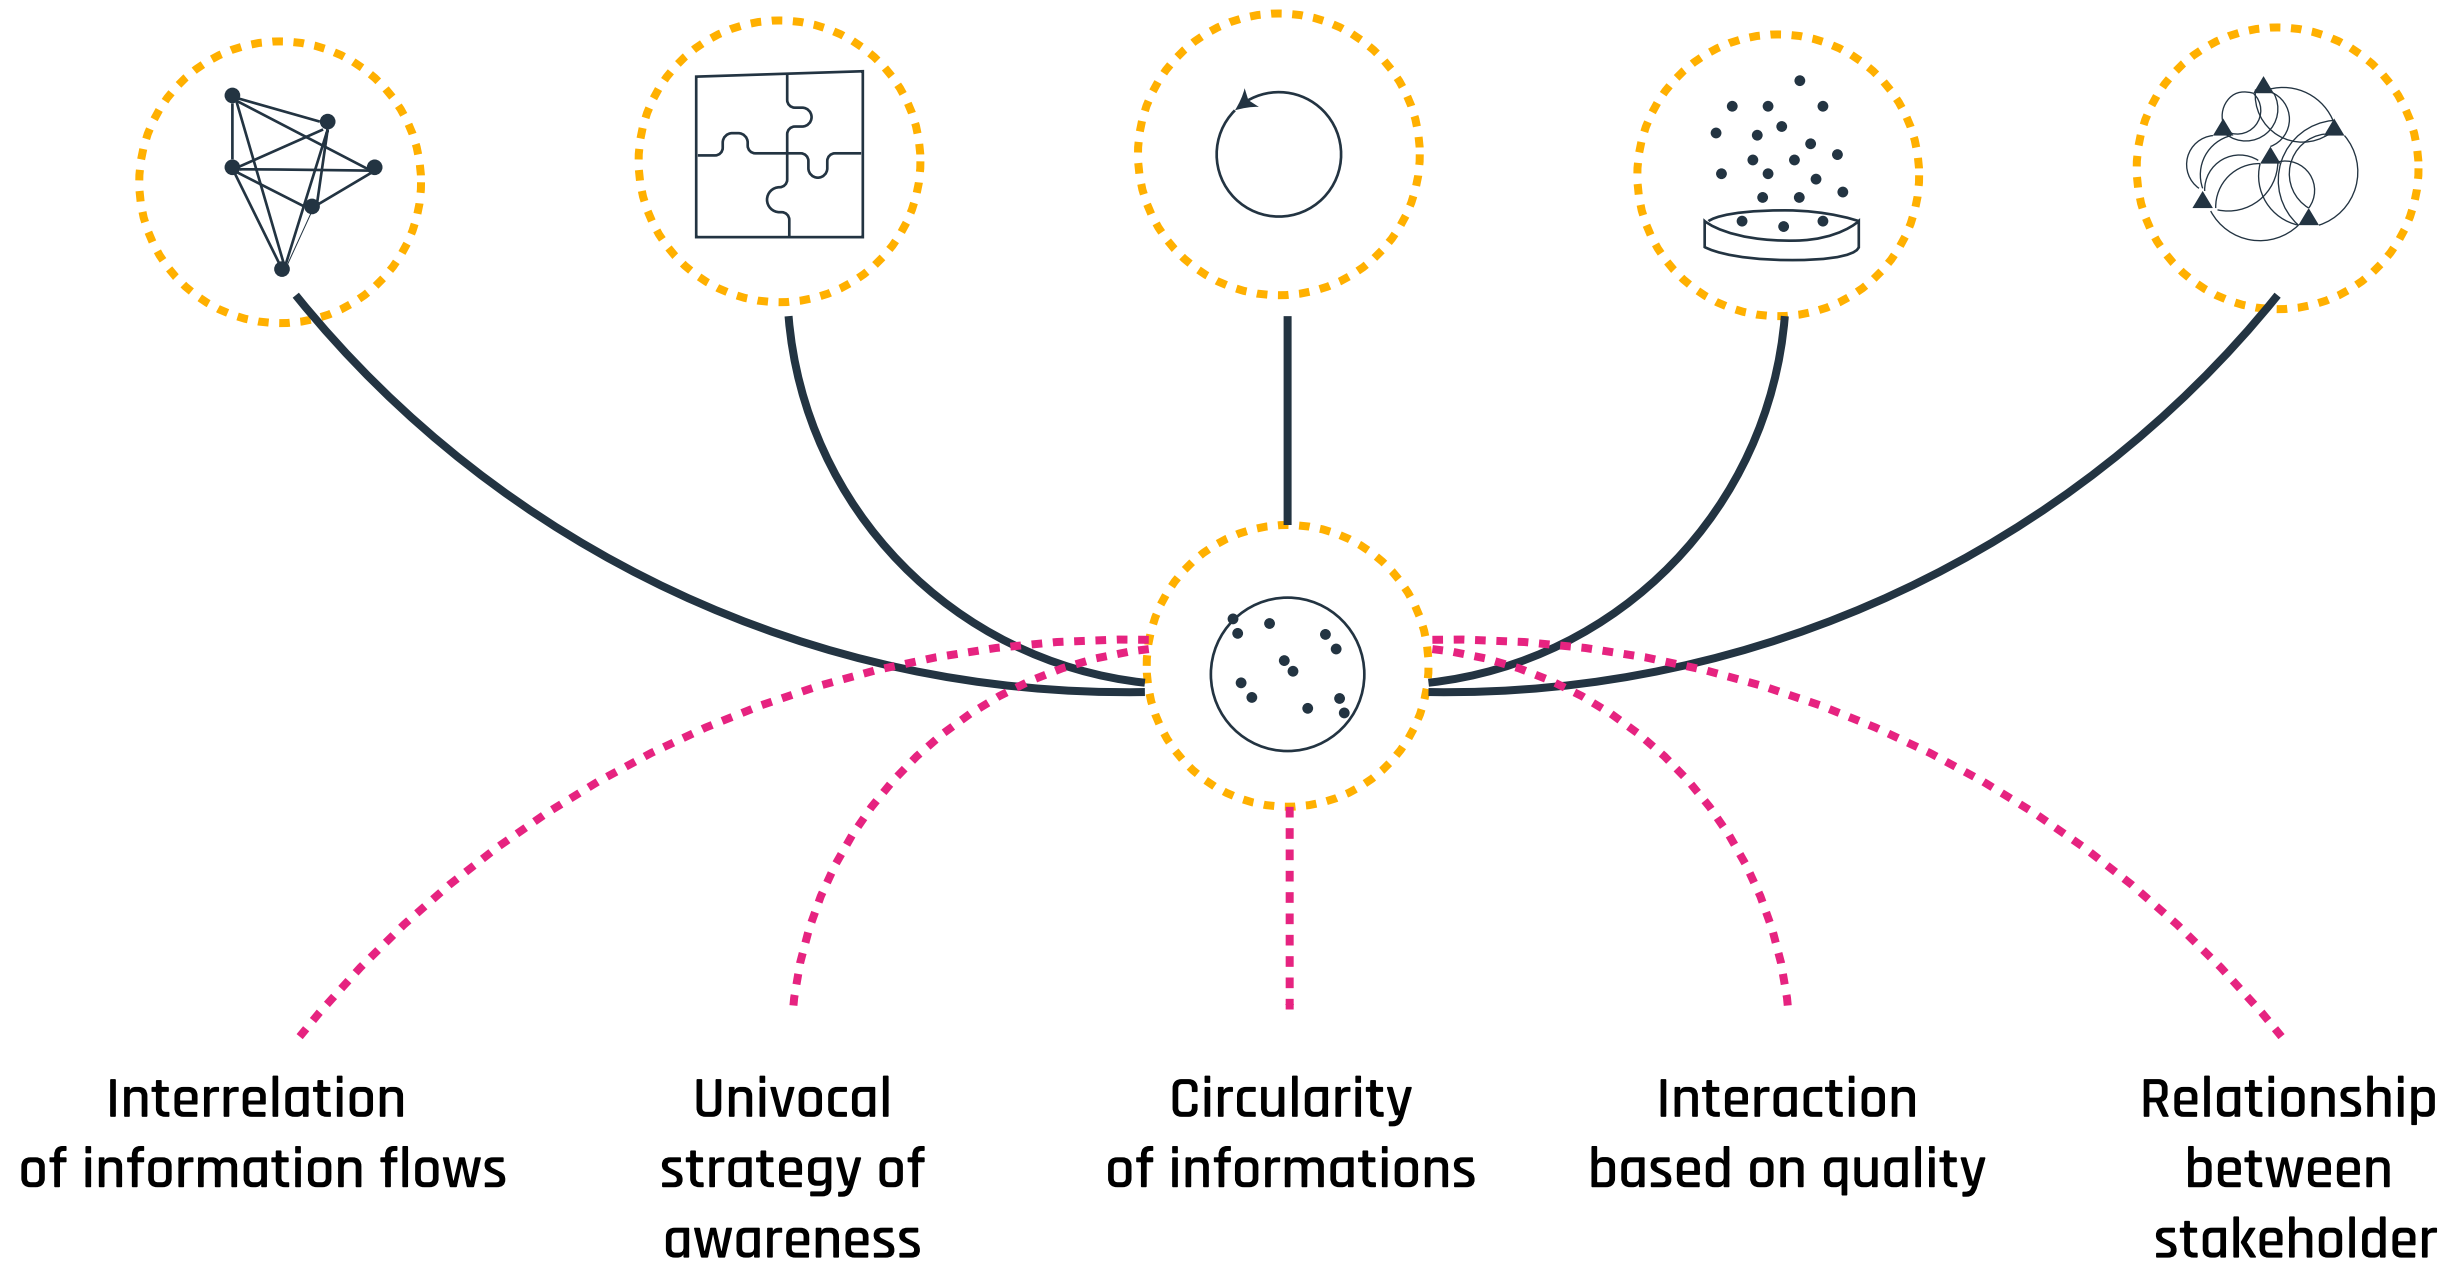 Interrelation
of information flows
Univocal
strategy of
awareness
Circularity
of informations
Interaction
based on quality
Relationship
between
stakeholder